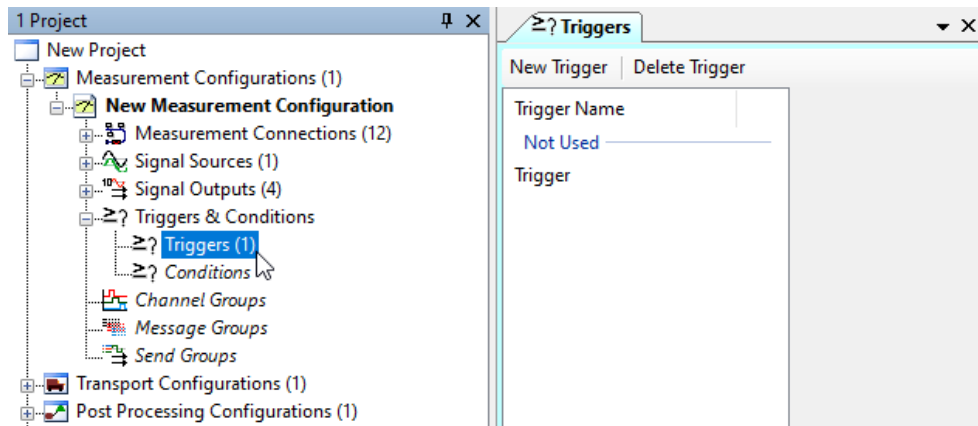 1 Project
New Project
Measurement Configurations (1)
New Measurement Configuration
Measurement Connections (12)
Signal Sources (1)
Signal Outputs (4)
≥? Triggers & Conditions
≥? Triggers (1)
≥? Conditions
Channel Groups
Message Groups
Send Groups
Transport Configurations (1)
Post Processing Configurations (1)
≥? Triggers
New Trigger | Delete Trigger
Trigger Name
Not Used
Trigger